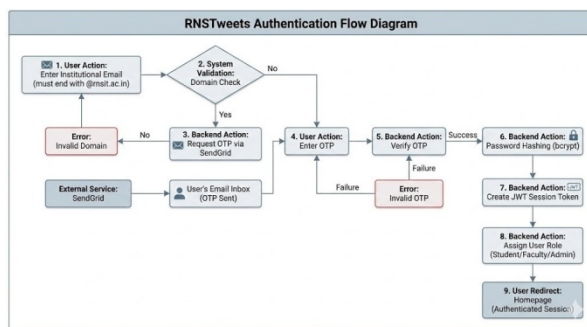 RNSTweets Authentication Flow Diagram
1. User Action:
Enter Institutional Email
(must end with @rnsit.ac.in)
2. System
Validation:
Domain Check
No
Yes
Error:
Invalid Domain
No
3. Backend Action:
Request OTP via
SendGrid
4. User Action:
Enter OTP
5. Backend Action:
Verify OTP
Success
6. Backend Action:
Password Hashing (bcrypt)
External Service:
SendGrid
User's Email Inbox
(OTP Sent)
Failure
Failure
Error:
Invalid OTP
7. Backend Action:
JWT
Create JWT Session Token
8. Backend Action:
Assign User Role
(Student/Faculty/Admin)
9. User Redirect:
Homepage
(Authenticated Session)